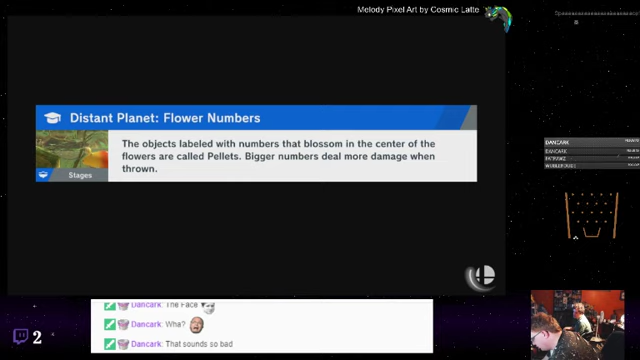 Melody Pixel Art by Cosmic Latte
Distant Planet: Flower Numbers
The objects labeled with numbers that blossom in the center of the
flowers are called Pellets. Bigger numbers deal more damage when
thrown.
Stages
DANCARK
DANCARK
Dancark: The Face
Dancark: Wha?
Dancark: That sounds so bad
2